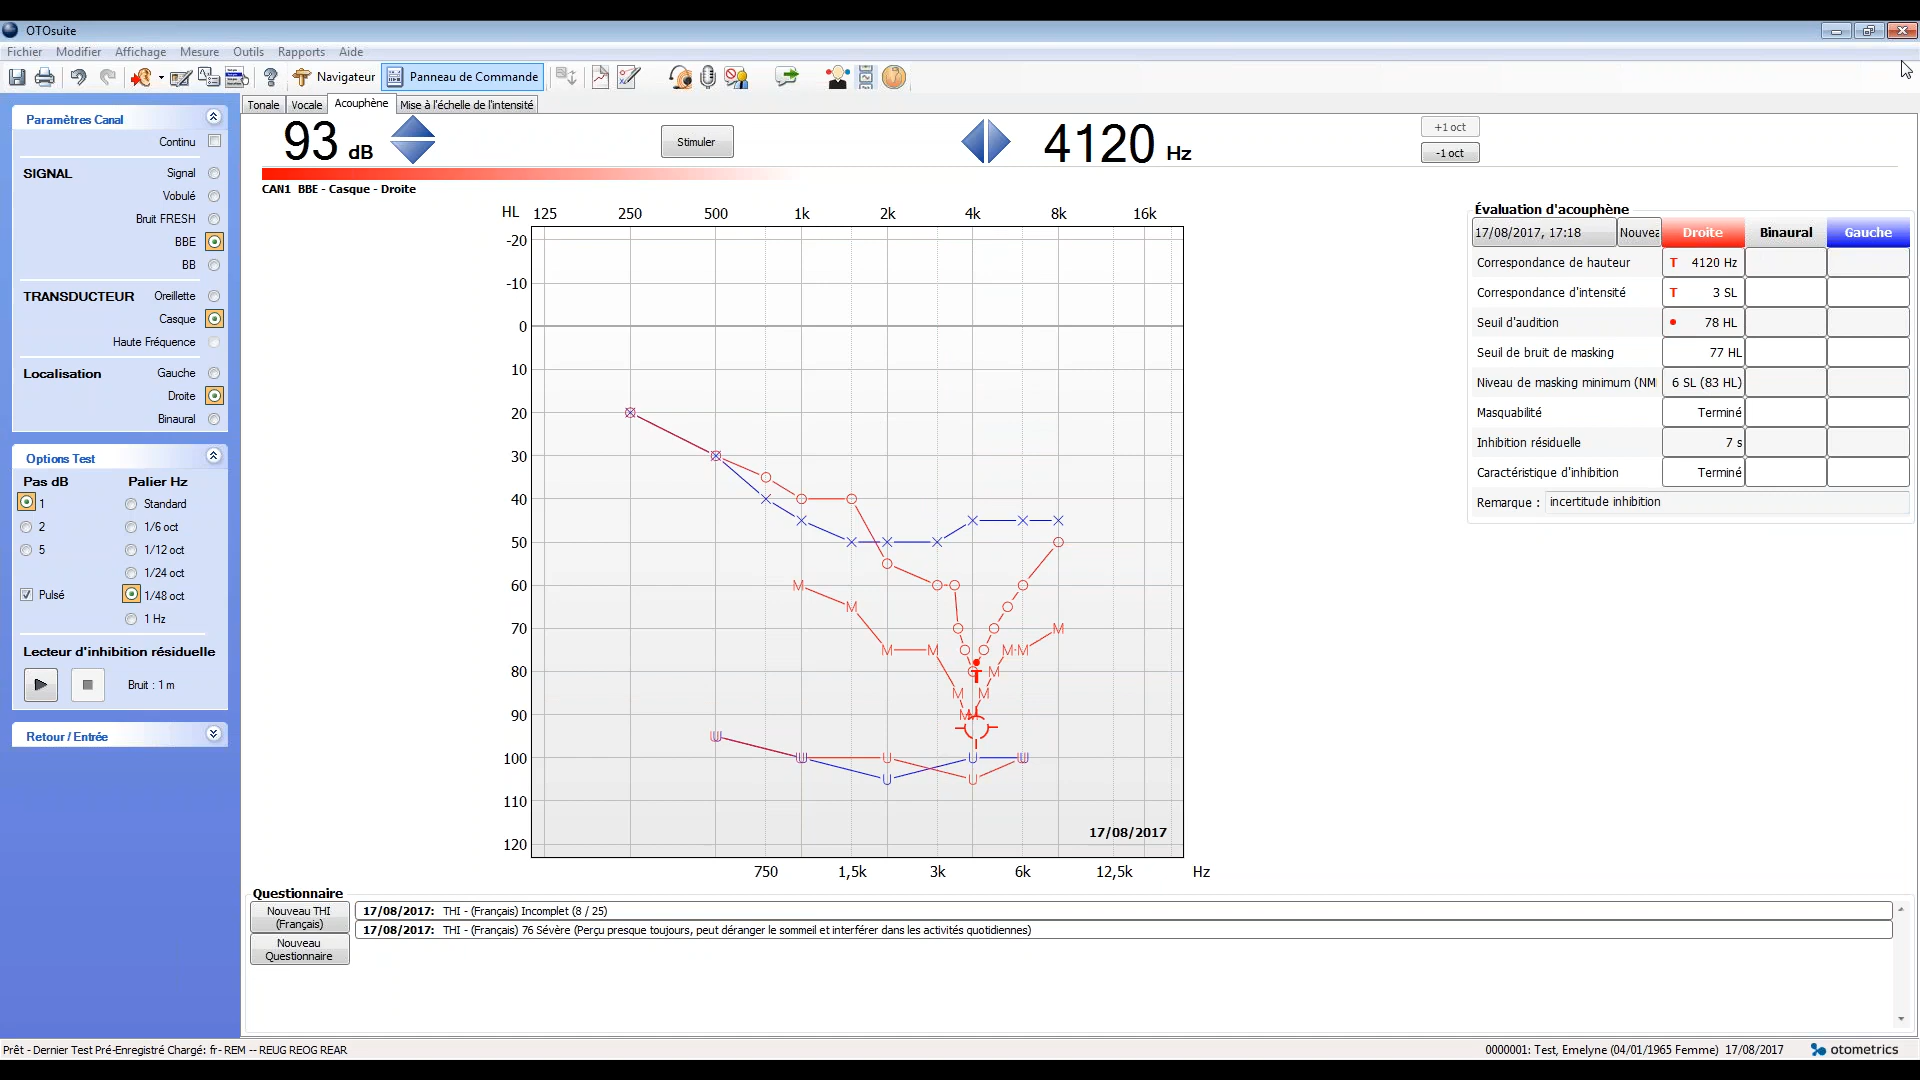 OTOsuite
Fichier Modifier Affichage Mesure Outils Rapports Aide
Navigateur Panneau de Commande
Tonale Vocale Acouphène Mise à l'échelle de l'intensité
Paramètres Canal
Continu
SIGNAL Signal
Vobulé
Bruit FRESH
BBE
BB
TRANSDUCTEUR Oreillette
Casque
Haute Fréquence
Localisation Gauche
Droite
Binaural
Options Test
Pas dB Palier Hz
1 Standard
2 1/6 oct
5 1/12 oct
1/24 oct
Pulsé 1/48 oct
1 Hz
Lecteur d'inhibition résiduelle
Bruit : 1 m
Retour / Entrée
93 dB Stimuler 4120 Hz +1 oct
-1 oct
CAN1 BBE - Casque - Droite
HL 125 250 500 1k 2k 4k 8k 16k
-20
-10
0
10
20
30
40
50
60
70
80
90
100
110
120
17/08/2017
750 1,5k 3k 6k 12,5k Hz
Évaluation d'acouphène
17/08/2017, 17:18 Nouvea Droite Binaural Gauche
Correspondance de hauteur T 4120 Hz
Correspondance d'intensité T 3 SL
Seuil d'audition 78 HL
Seuil de bruit de masking 77 HL
Niveau de masking minimum (NMI 6 SL (83 HL)
Masquabilité Terminé
Inhibition résiduelle 7 s
Caractéristique d'inhibition Terminé
Remarque : incertitude inhibition
Questionnaire
Nouveau THI (Français)
17/08/2017: THI - (Français) Incomplet (8 / 25)
Nouveau Questionnaire
17/08/2017: THI - (Français) 76 Sévère (Perçu presque toujours, peut déranger le sommeil et interférer dans les activités quotidiennes)
Prêt - Dernier Test Pré-Enregistré Chargé: fr- REM -- REUG REOG REAR
0000001: Test, Emelyne (04/01/1965 Femme) 17/08/2017 otometrics